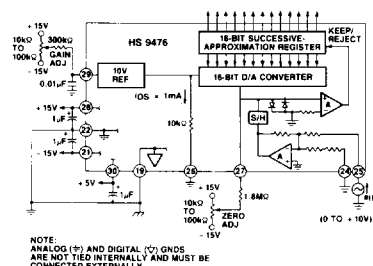 + 15V
10kΩ
TO
100kΩ
- 15V
300kΩ
GAIN
ADJ
0.01µF
HS 9476
16-BIT SUCCESSIVE-
APPROXIMATION REGISTER
KEEP/
REJECT
29
10V
REF
16-BIT D/A CONVERTER
IOS = 1mA
10kΩ
A
S/H
A
+ 15V
28
1µF
22
1µF
- 15V
21
+ 5V
30
19
1µF
26
27
24
25
+ 15V
10kΩ
TO
100kΩ
- 15V
1.8MΩ
ZERO
ADJ
(0 TO + 10V)
NOTE:
ANALOG (⏚) AND DIGITAL (▽) GNDS
ARE NOT TIED INTERNALLY AND MUST BE
CONNECTED EXTERNALLY